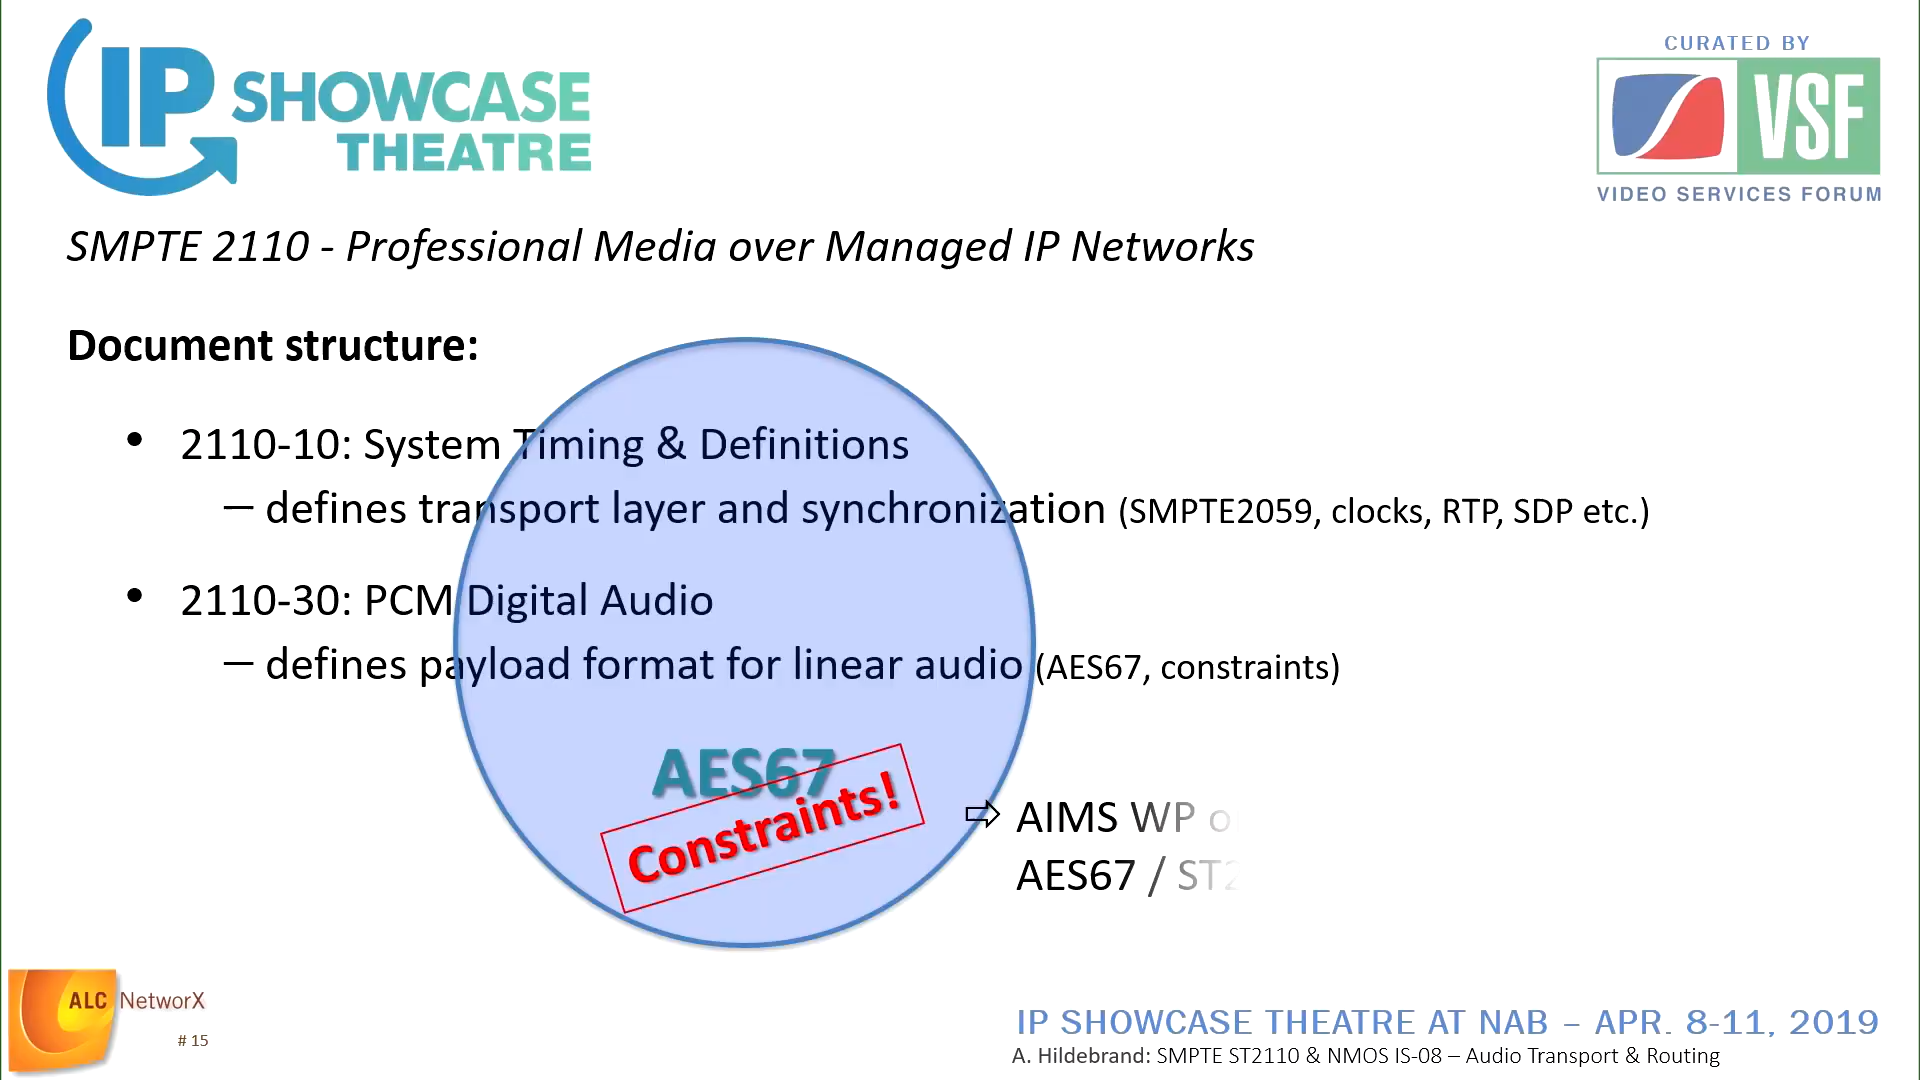 IP SHOWCASE
THEATRE
CURATED BY
VSF
VIDEO SERVICES FORUM
SMPTE 2110 - Professional Media over Managed IP Networks
Document structure:
• 2110-10: System Timing & Definitions
– defines transport layer and synchronization (SMPTE2059, clocks, RTP, SDP etc.)
• 2110-30: PCM Digital Audio
– defines payload format for linear audio (AES67, constraints)
AES67
Constraints!
⇨ AIMS WP
AES67 /
ALC NetworX
# 15
IP SHOWCASE THEATRE AT NAB – APR. 8-11, 2019
A. Hildebrand: SMPTE ST2110 & NMOS IS-08 – Audio Transport & Routing